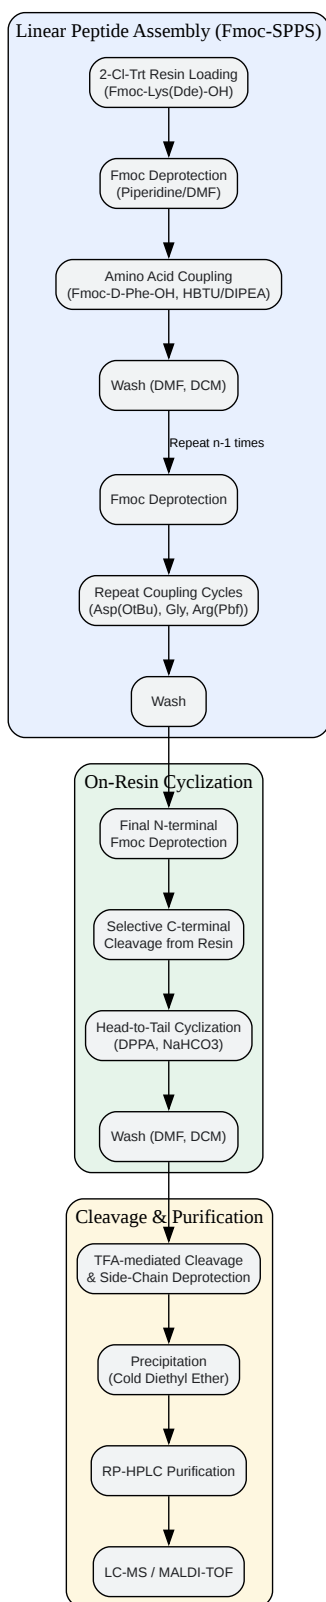 Linear Peptide Assembly (Fmoc-SPPS)
2-Cl-Trt Resin Loading
(Fmoc-Lys(Dde)-OH)
Fmoc Deprotection
(Piperidine/DMF)
Amino Acid Coupling
(Fmoc-D-Phe-OH, HBTU/DIPEA)
Wash (DMF, DCM)
Repeat n-1 times
Fmoc Deprotection
Repeat Coupling Cycles
(Asp(OtBu), Gly, Arg(Pbf))
Wash
On-Resin Cyclization
Final N-terminal
Fmoc Deprotection
Selective C-terminal
Cleavage from Resin
Head-to-Tail Cyclization
(DPPA, NaHCO3)
Wash (DMF, DCM)
Cleavage & Purification
TFA-mediated Cleavage
& Side-Chain Deprotection
Precipitation
(Cold Diethyl Ether)
RP-HPLC Purification
LC-MS / MALDI-TOF